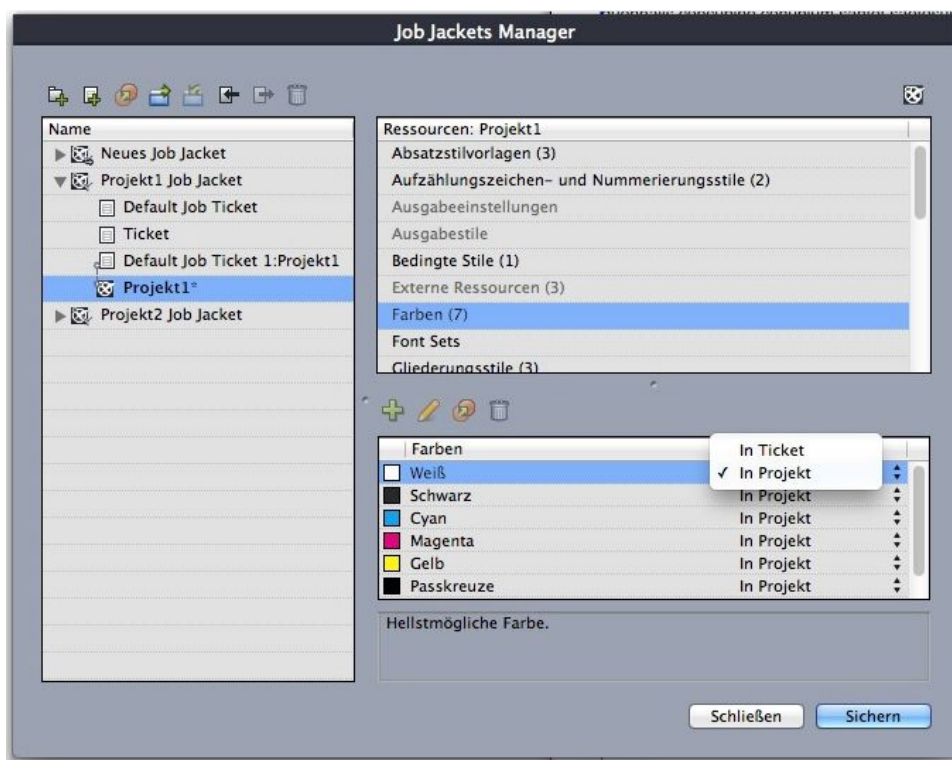 Job Jackets Manager
Name
Neues Job Jacket
Projekt1 Job Jacket
Default Job Ticket
Ticket
Default Job Ticket 1:Projekt1
Projekt1*
Projekt2 Job Jacket
Ressourcen: Projekt1
Absatzstilvorlagen (3)
Aufzählungszeichen- und Nummerierungsstile (2)
Ausgabeeinstellungen
Ausgabestile
Bedingte Stile (1)
Externe Ressourcen (3)
Farben (7)
Font Sets
Gliederungsstile (3)
Farben
In Ticket
Weiß ✓ In Projekt
Schwarz In Projekt
Cyan In Projekt
Magenta In Projekt
Gelb In Projekt
Passkreuze In Projekt
Hellstmögliche Farbe.
Schließen Sichern